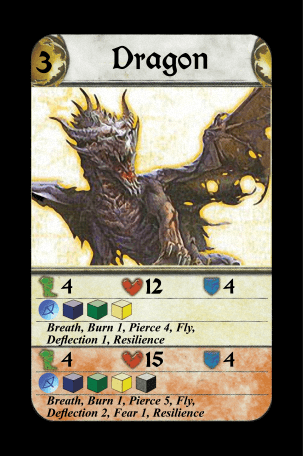 3 Dragon
4 12 4
Breath, Burn 1, Pierce 4, Fly,
Deflection 1, Resilience
4 15 4
Breath, Burn 1, Pierce 5, Fly,
Deflection 2, Fear 1, Resilience